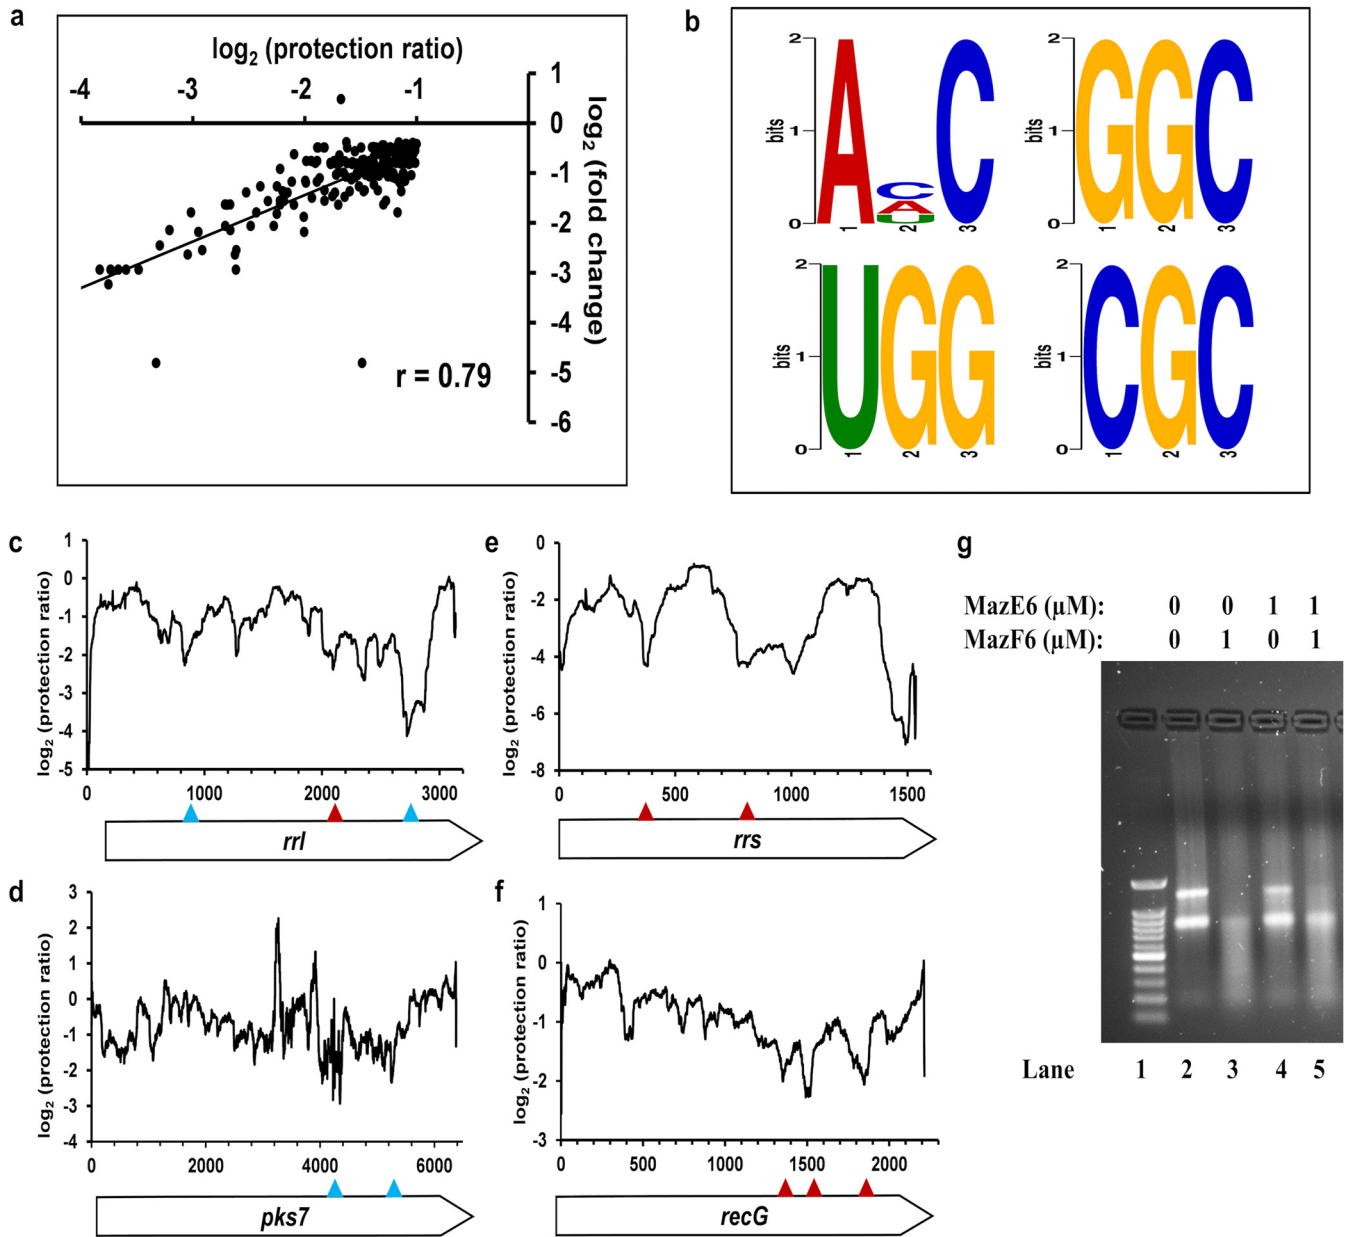 a
log2 (protection ratio)
-4 -3 -2 -1
1
0
-1
-2
-3
-4
-5
-6
log2 (fold change)
r = 0.79
b
2
1
0
bits
A C A U C
1 2 3
2
1
0
bits
GGC
1 2 3
2
1
0
bits
UGG
1 2 3
2
1
0
bits
CGC
1 2 3
c
log2 (protection ratio)
1
0
-1
-2
-3
-4
-5
0 1000 2000 3000
rrl
e
log2 (protection ratio)
0
-2
-4
-6
-8
0 500 1000 1500
rrs
d
log2 (protection ratio)
3
2
1
0
-1
-2
-3
-4
0 2000 4000 6000
pks7
f
log2 (protection ratio)
1
0
-1
-2
-3
0 500 1000 1500 2000
recG
g
MazE6 (µM): 0 0 1 1
MazF6 (µM): 0 1 0 1
Lane 1 2 3 4 5